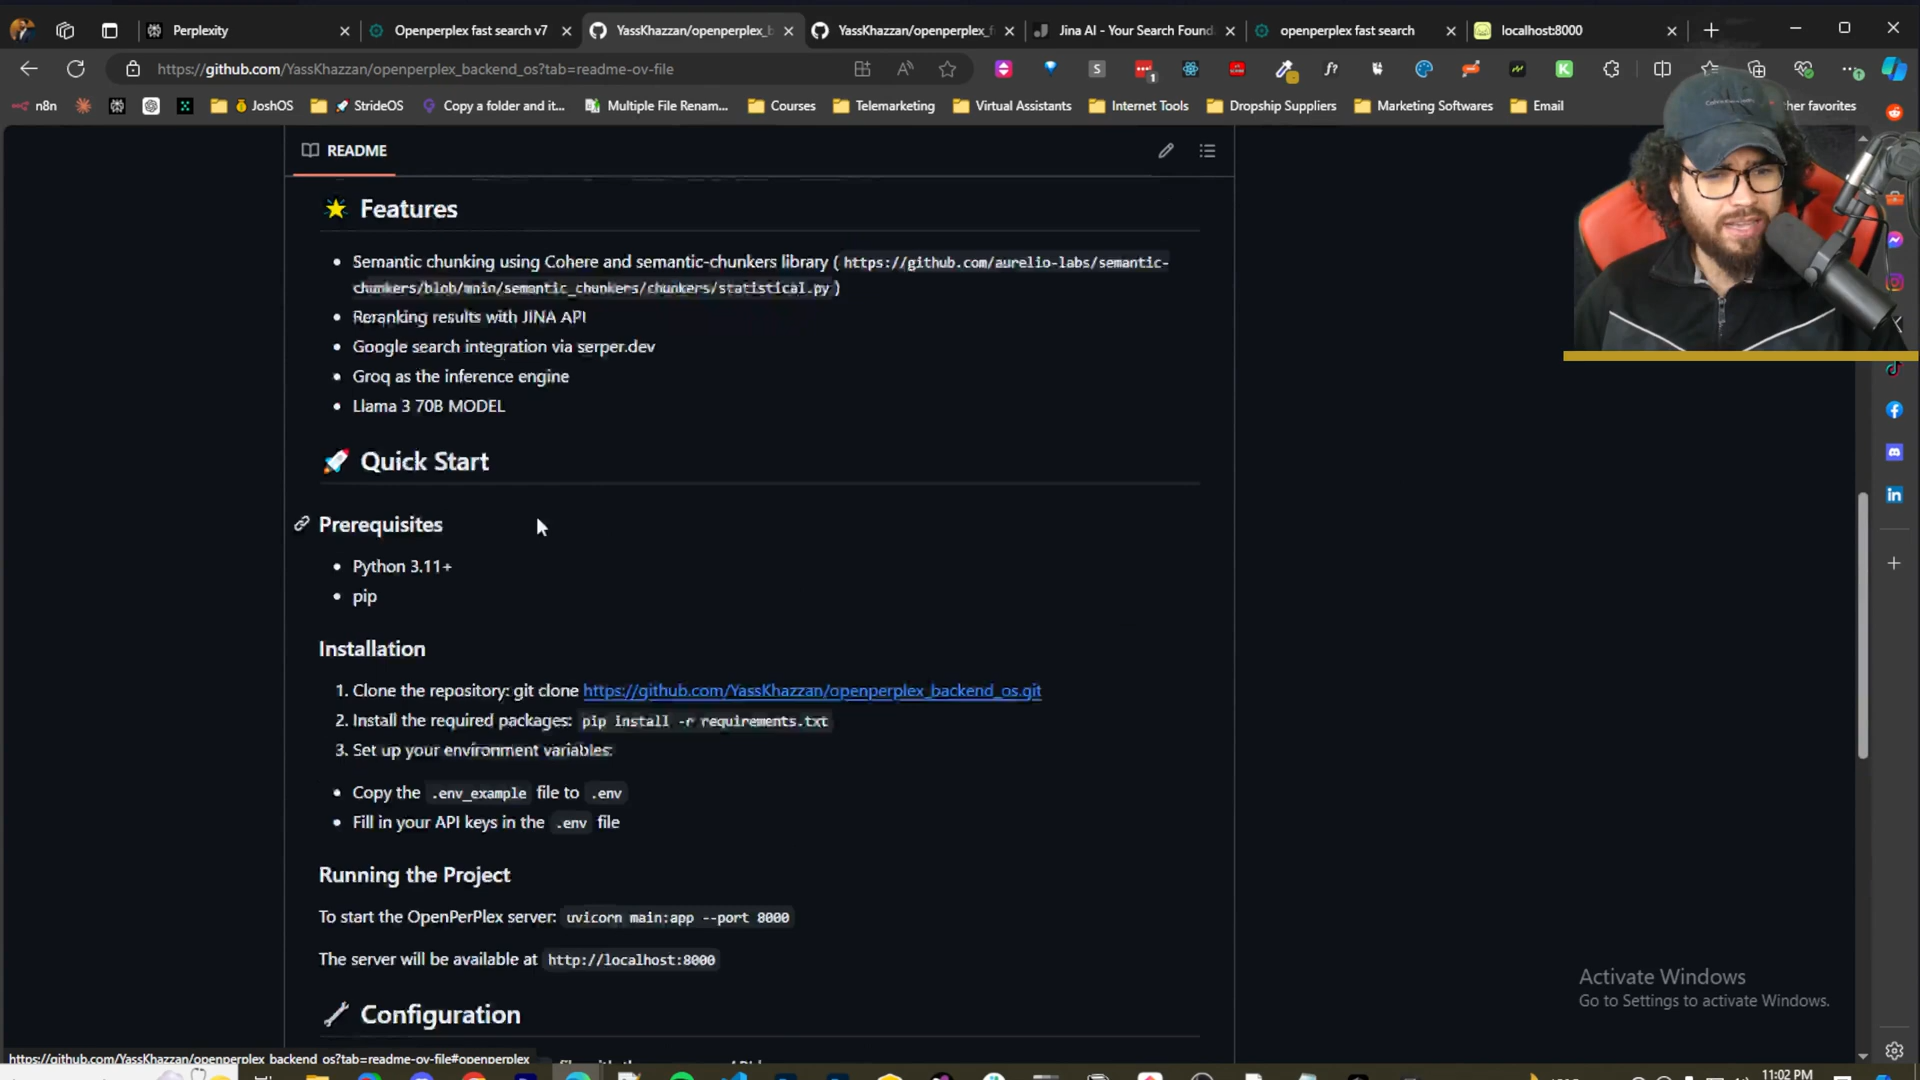 Perplexity
Openperplex fast search v7
YassKhazzan/openperplex_b
YassKhazzan/openperplex_f
Jina AI - Your Search Found
openperplex fast search
localhost:8000
https://github.com/YassKhazzan/openperplex_backend_os?tab=readme-ov-file
n8n
JoshOS
StrideOS
Copy a folder and it...
Multiple File Renam...
Courses
Telemarketing
Virtual Assistants
Internet Tools
Dropship Suppliers
Marketing Softwares
Email
her favorites
README
Features
Semantic chunking using Cohere and semantic-chunkers library ( https://github.com/aurelio-labs/semantic-
chunkers/blob/main/semantic_chunkers/chunkers/statistical.py )
Reranking results with JINA API
Google search integration via serper.dev
Groq as the inference engine
Llama 3 70B MODEL
Quick Start
Prerequisites
Python 3.11+
pip
Installation
1. Clone the repository: git clone https://github.com/YassKhazzan/openperplex_backend_os.git
2. Install the required packages: pip install -r requirements.txt
3. Set up your environment variables:
Copy the .env_example file to .env
Fill in your API keys in the .env file
Running the Project
To start the OpenPerPlex server: uvicorn main:app --port 8000
The server will be available at http://localhost:8000
Activate Windows
Go to Settings to activate Windows.
Configuration
https://github.com/YassKhazzan/openperplex_backend_os?tab=readme-ov-file#openperplex
11:02 PM